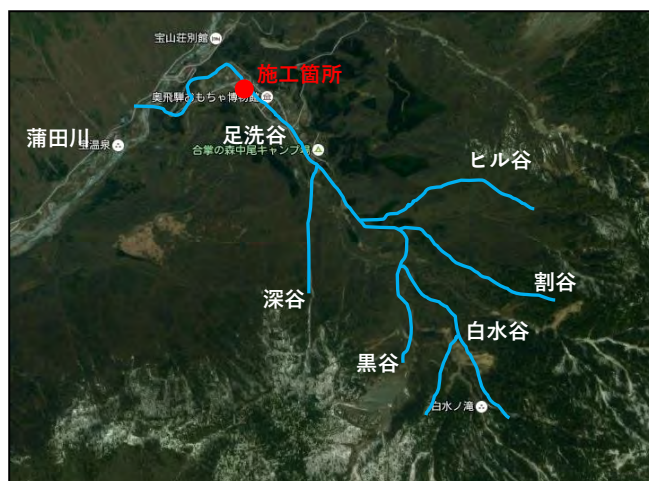 宝山荘別館
施工箇所
奥飛騨おもちゃ博物館
蒲田川
足洗谷
合掌の森中尾キャンプ場
ヒル谷
深谷
割谷
白水谷
黒谷
白水ノ滝